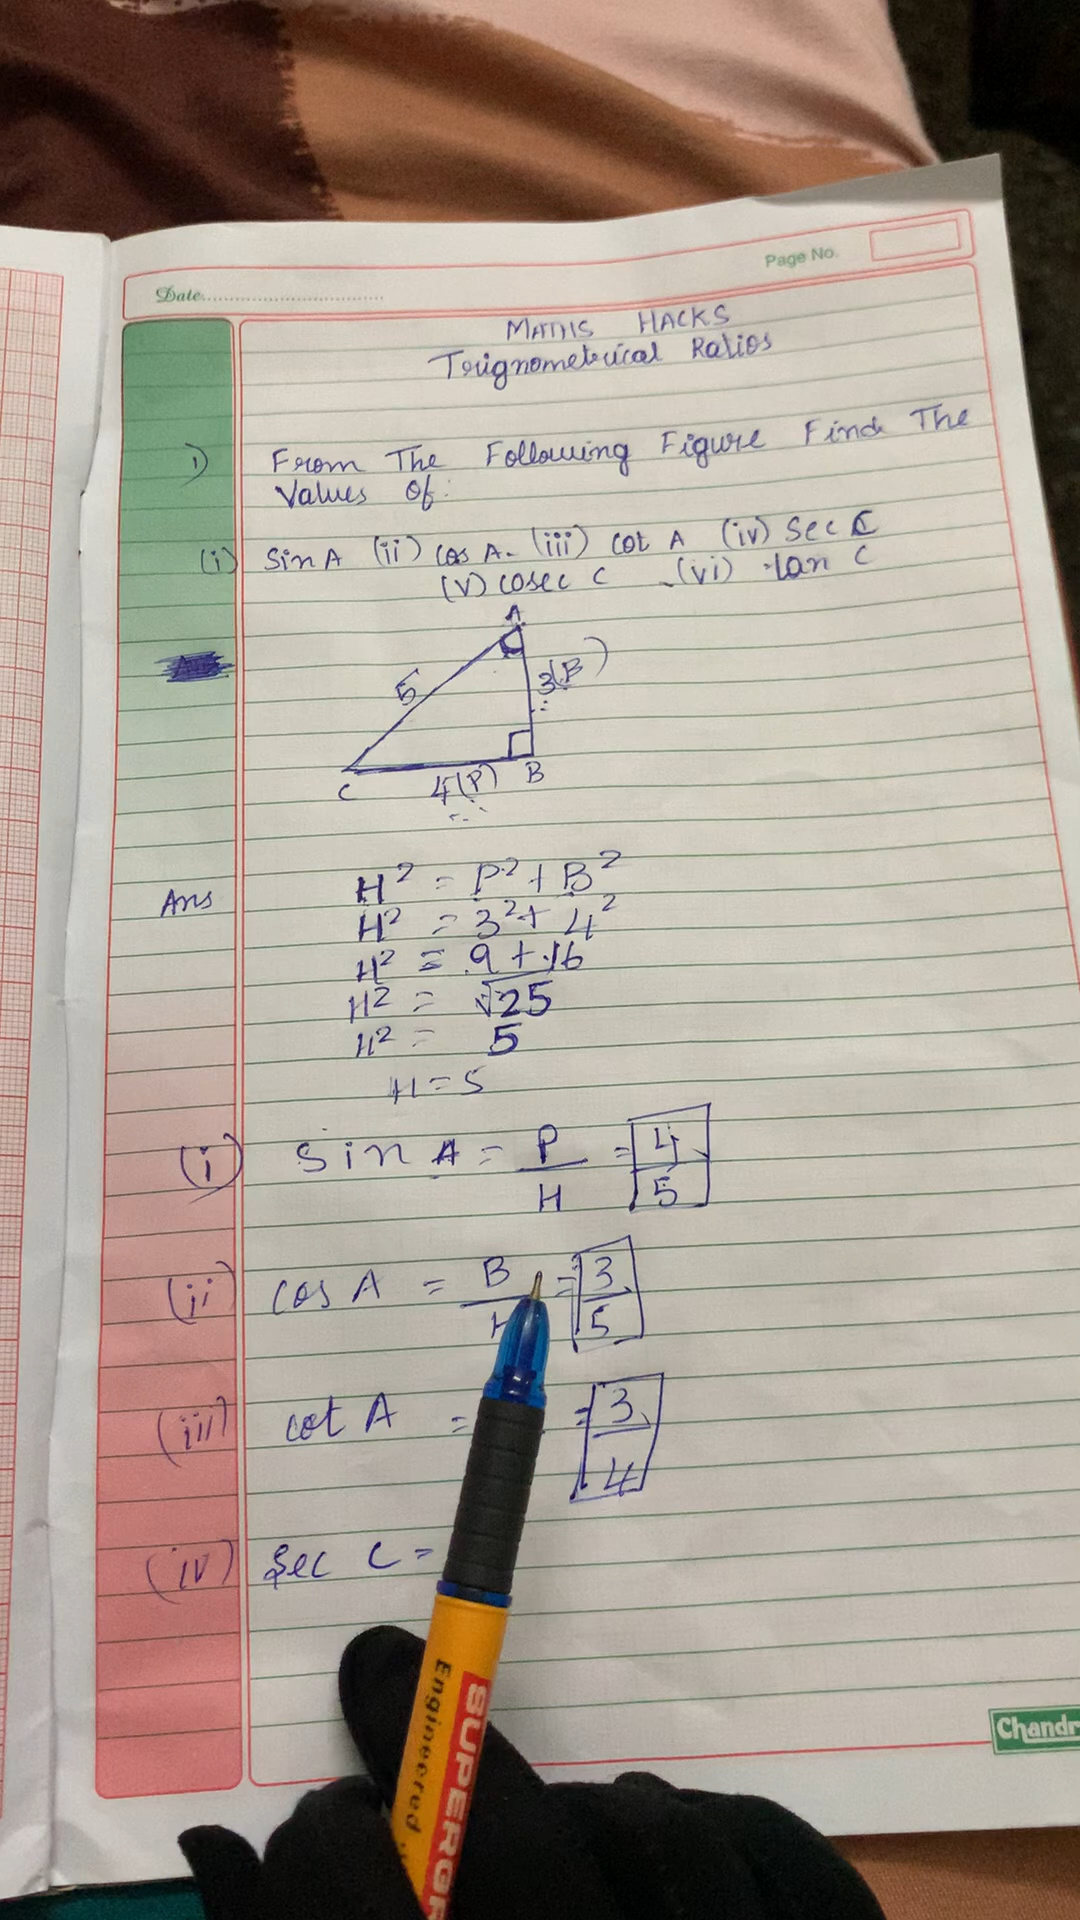 Page No.
Date
MATHS HACKS
Trignometrical Ratios
1) From The Following Figure Find The
Values Of:
(i) Sin A (ii) cos A. (iii) cot A (iv) Sec C
(v) cosec C (vi) tan C
A
5 3(B)
C 4(P) B
Ans H² = P² + B²
H² = 3² + 4²
H² = 9 + 16
H² = √25
H² = 5
H = 5
(i) Sin A = P/H = 4/5
(ii) cos A = B/H = 3/5
(iii) cot A = = 3/4
(iv) Sec C =
Engineered
SUPERGR
Chandr